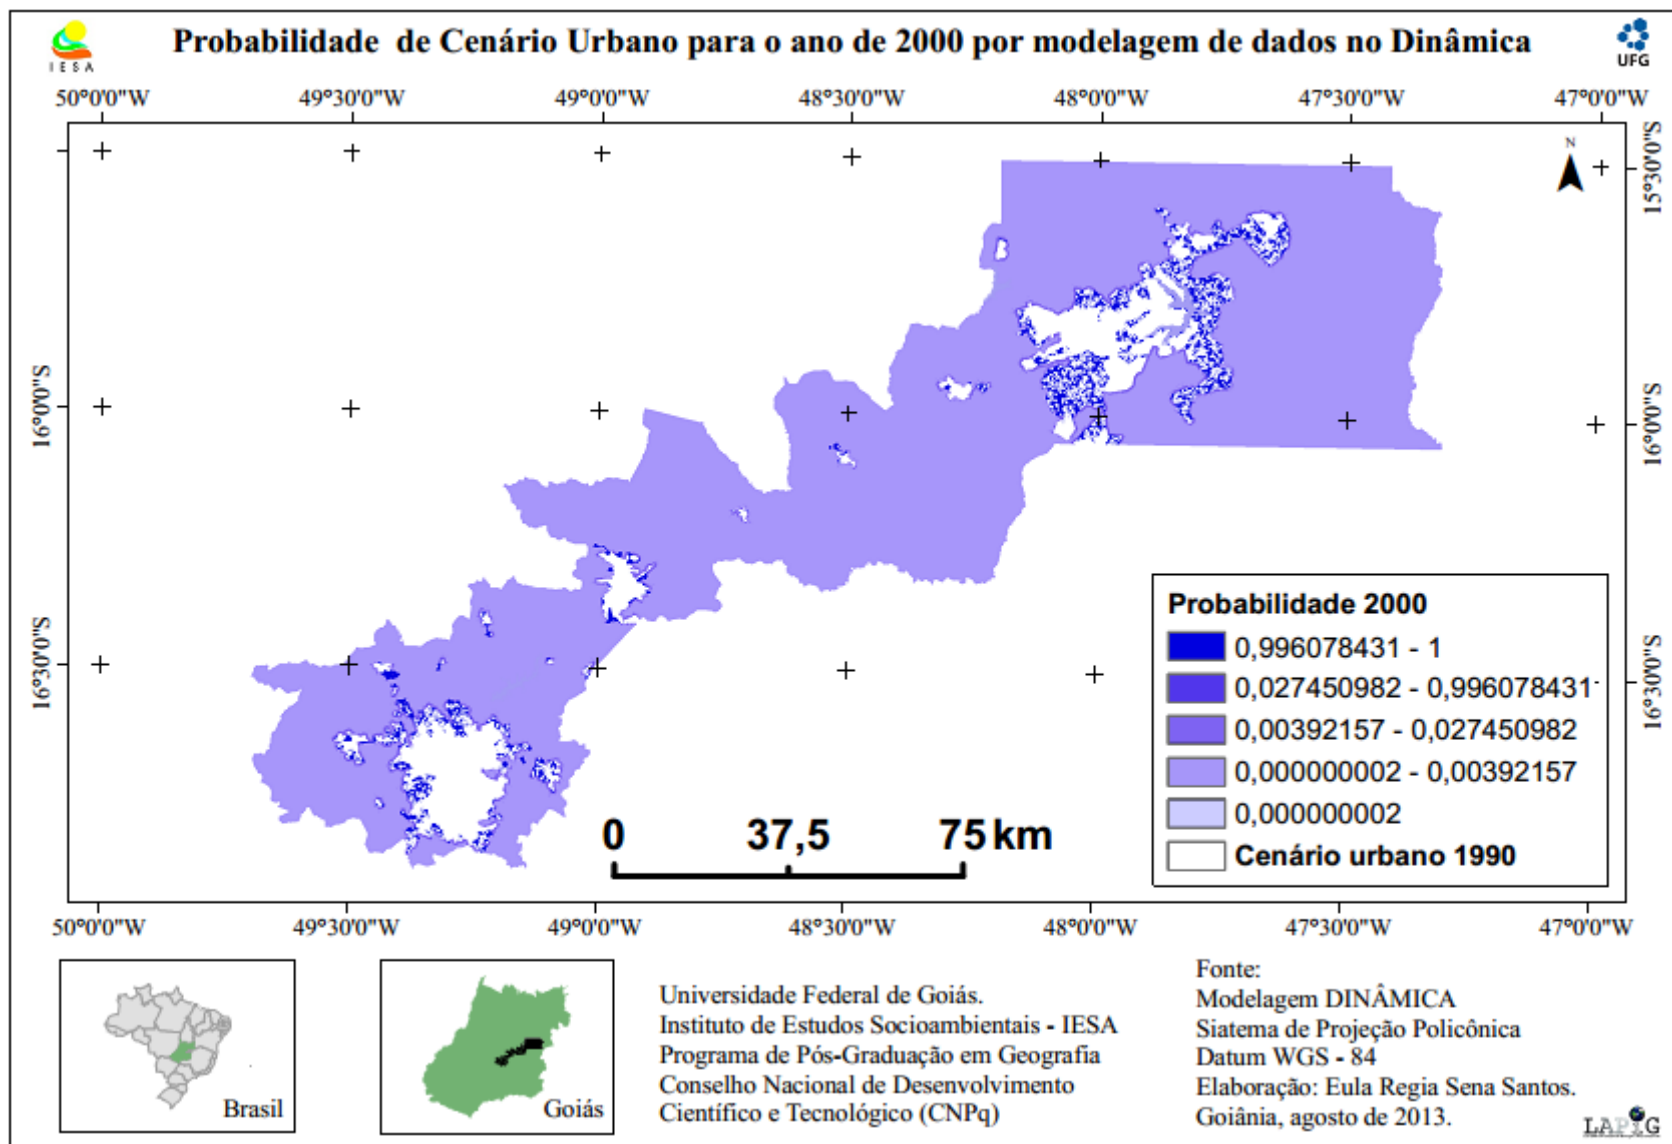 Probabilidade de Cenário Urbano para o ano de 2000 por modelagem de dados no Dinâmica
IESA
UFG
50°0'0"W 49°30'0"W 49°0'0"W 48°30'0"W 48°0'0"W 47°30'0"W 47°0'0"W
N
15°30'0"S
16°0'0"S
16°0'0"S
16°30'0"S
16°30'0"S
Probabilidade 2000
0,996078431 - 1
0,027450982 - 0,996078431
0,00392157 - 0,027450982
0,000000002 - 0,00392157
0,000000002
Cenário urbano 1990
0 37,5 75 km
50°0'0"W 49°30'0"W 49°0'0"W 48°30'0"W 48°0'0"W 47°30'0"W 47°0'0"W
Brasil
Goiás
Universidade Federal de Goiás.
Instituto de Estudos Socioambientais - IESA
Programa de Pós-Graduação em Geografia
Conselho Nacional de Desenvolvimento
Científico e Tecnológico (CNPq)
Fonte:
Modelagem DINÂMICA
Siatema de Projeção Policônica
Datum WGS - 84
Elaboração: Eula Regia Sena Santos.
Goiânia, agosto de 2013.
LAPIG